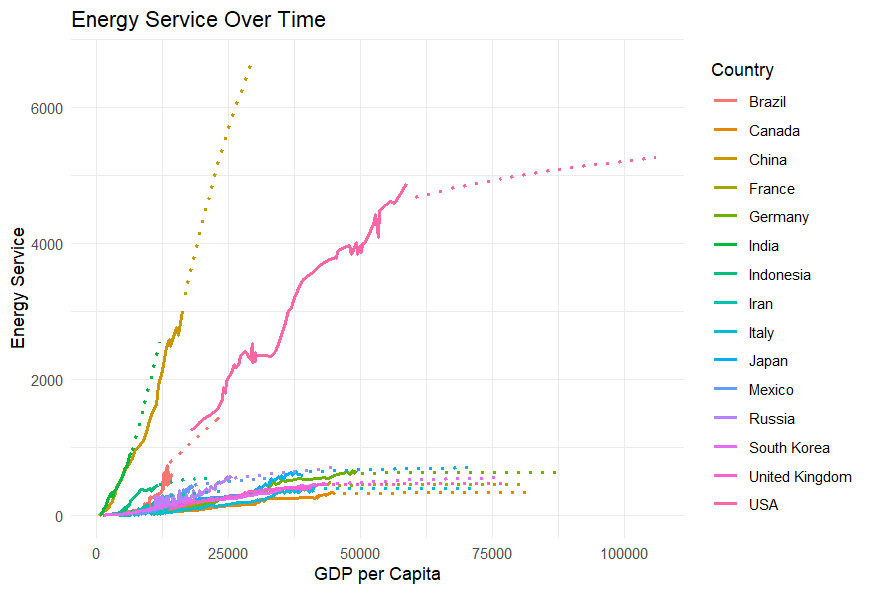 Energy Service Over Time
Energy Service
6000
4000
2000
0
0 25000 50000 75000 100000
GDP per Capita
Country
Brazil
Canada
China
France
Germany
India
Indonesia
Iran
Italy
Japan
Mexico
Russia
South Korea
United Kingdom
USA